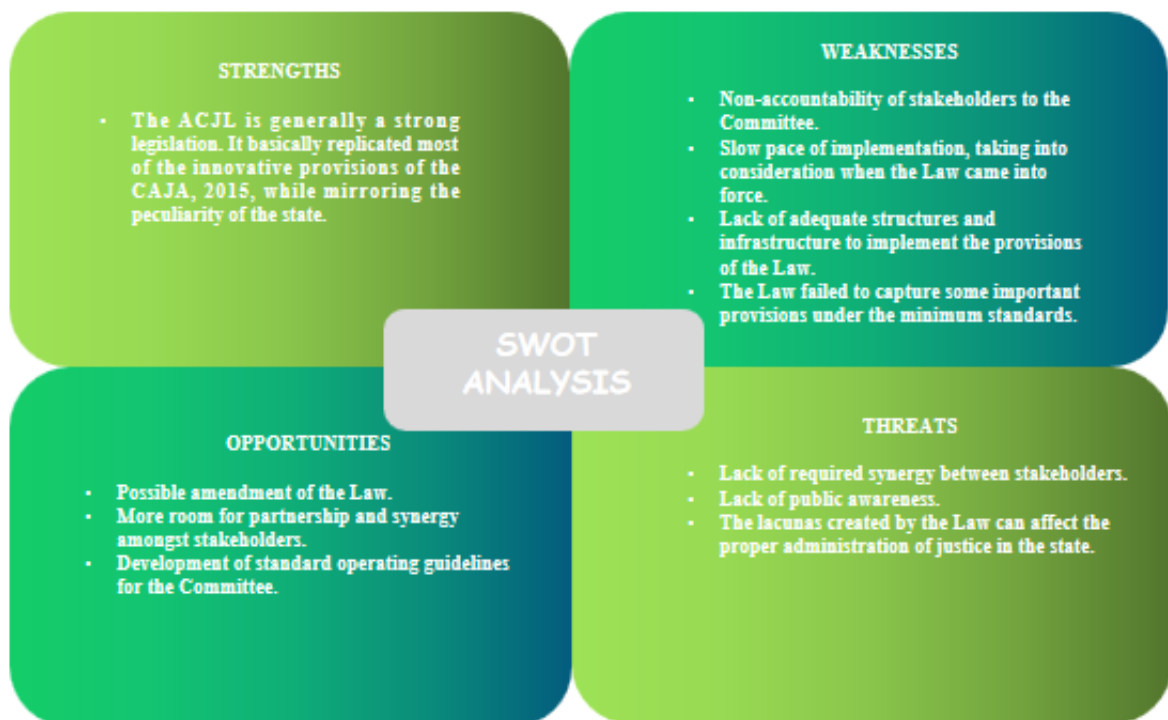 STRENGTHS
▪ The ACJL is generally a strong
legislation. It basically replicated most
of the innovative provisions of the
CAJA, 2015, while mirroring the
peculiarity of the state.
WEAKNESSES
▪ Non-accountability of stakeholders to the
Committee.
▪ Slow pace of implementation, taking into
consideration when the Law came into
force.
▪ Lack of adequate structures and
infrastructure to implement the provisions
of the Law.
▪ The Law failed to capture some important
provisions under the minimum standards.
SWOT
ANALYSIS
OPPORTUNITIES
▪ Possible amendment of the Law.
▪ More room for partnership and synergy
amongst stakeholders.
▪ Development of standard operating guidelines
for the Committee.
THREATS
▪ Lack of required synergy between stakeholders.
▪ Lack of public awareness.
▪ The lacunas created by the Law can affect the
proper administration of justice in the state.